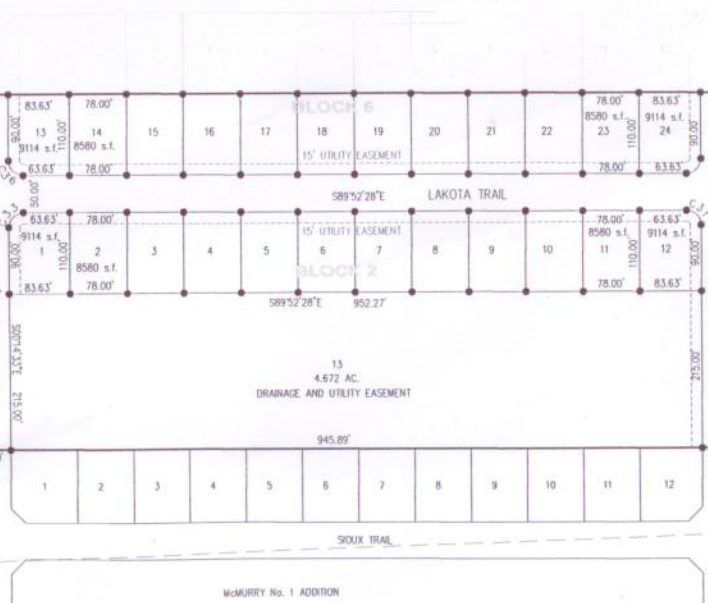 83.63' 78.00' BLOCK 6 78.00' 83.63'
8580 s.f. 9114 s.f.
90.00' 13 110.00' 14 15 16 17 18 19 20 21 22 23 110.00' 24 90.00'
9114 s.f. 8580 s.f.
15' UTILITY EASEMENT
C36 63.63' 78.00' 78.00' 63.63'
50.00' S89°52'28"E LAKOTA TRAIL
C33 63.63' 78.00' 78.00' 63.63' C37
9114 s.f. 15' UTILITY EASEMENT 8580 s.f. 9114 s.f.
90.00' 1 110.00' 2 3 4 5 6 7 8 9 10 11 110.00' 12 90.00'
8580 s.f.
BLOCK 2
83.63' 78.00' 78.00' 83.63'
S89°52'28"E 952.27'
S00°14'33"E 215.00'
13
4.672 AC.
DRAINAGE AND UTILITY EASEMENT
215.00'
945.89'
1 2 3 4 5 6 7 8 9 10 11 12
SIOUX TRAIL
McMURRY No. 1 ADDITION